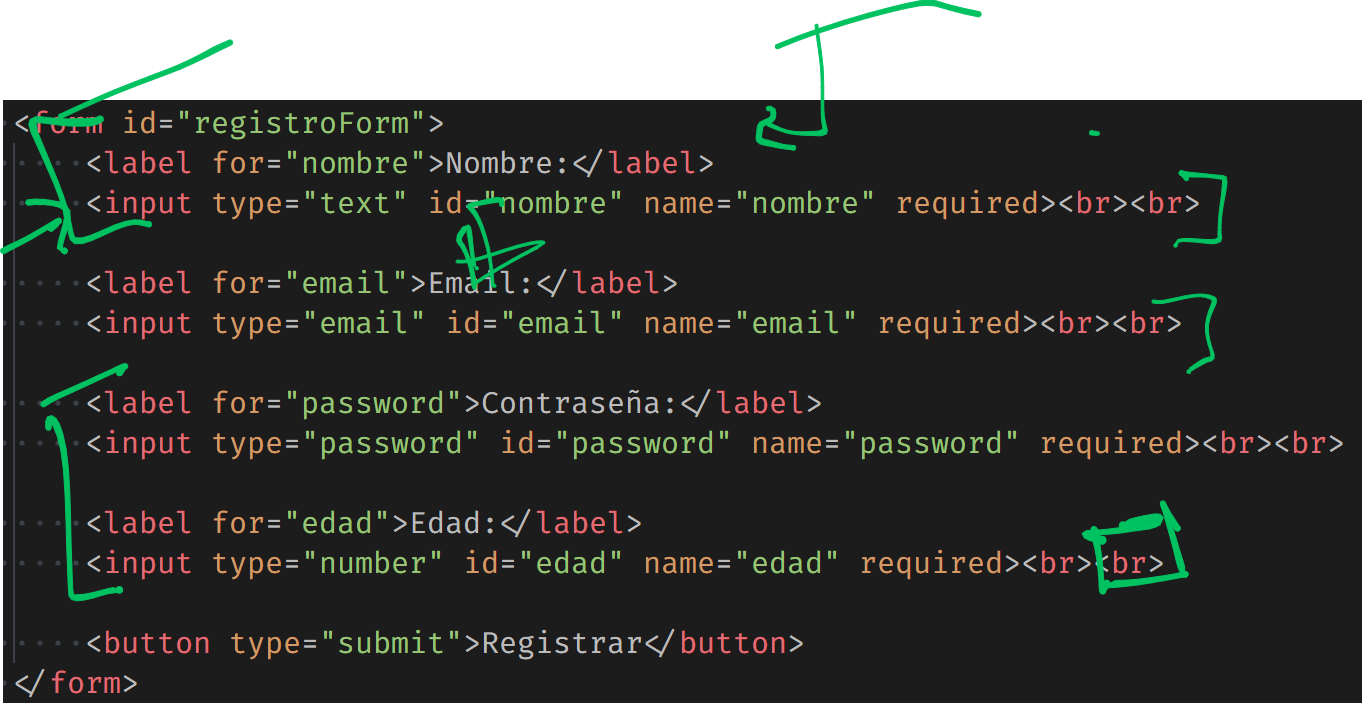 <form id="registroForm">
<label for="nombre">Nombre:</label>
<input type="text" id="nombre" name="nombre" required><br><br>
<label for="email">Email:</label>
<input type="email" id="email" name="email" required><br><br>
<label for="password">Contraseña:</label>
<input type="password" id="password" name="password" required><br><br>
<label for="edad">Edad:</label>
<input type="number" id="edad" name="edad" required><br><br>
<button type="submit">Registrar</button>
</form>